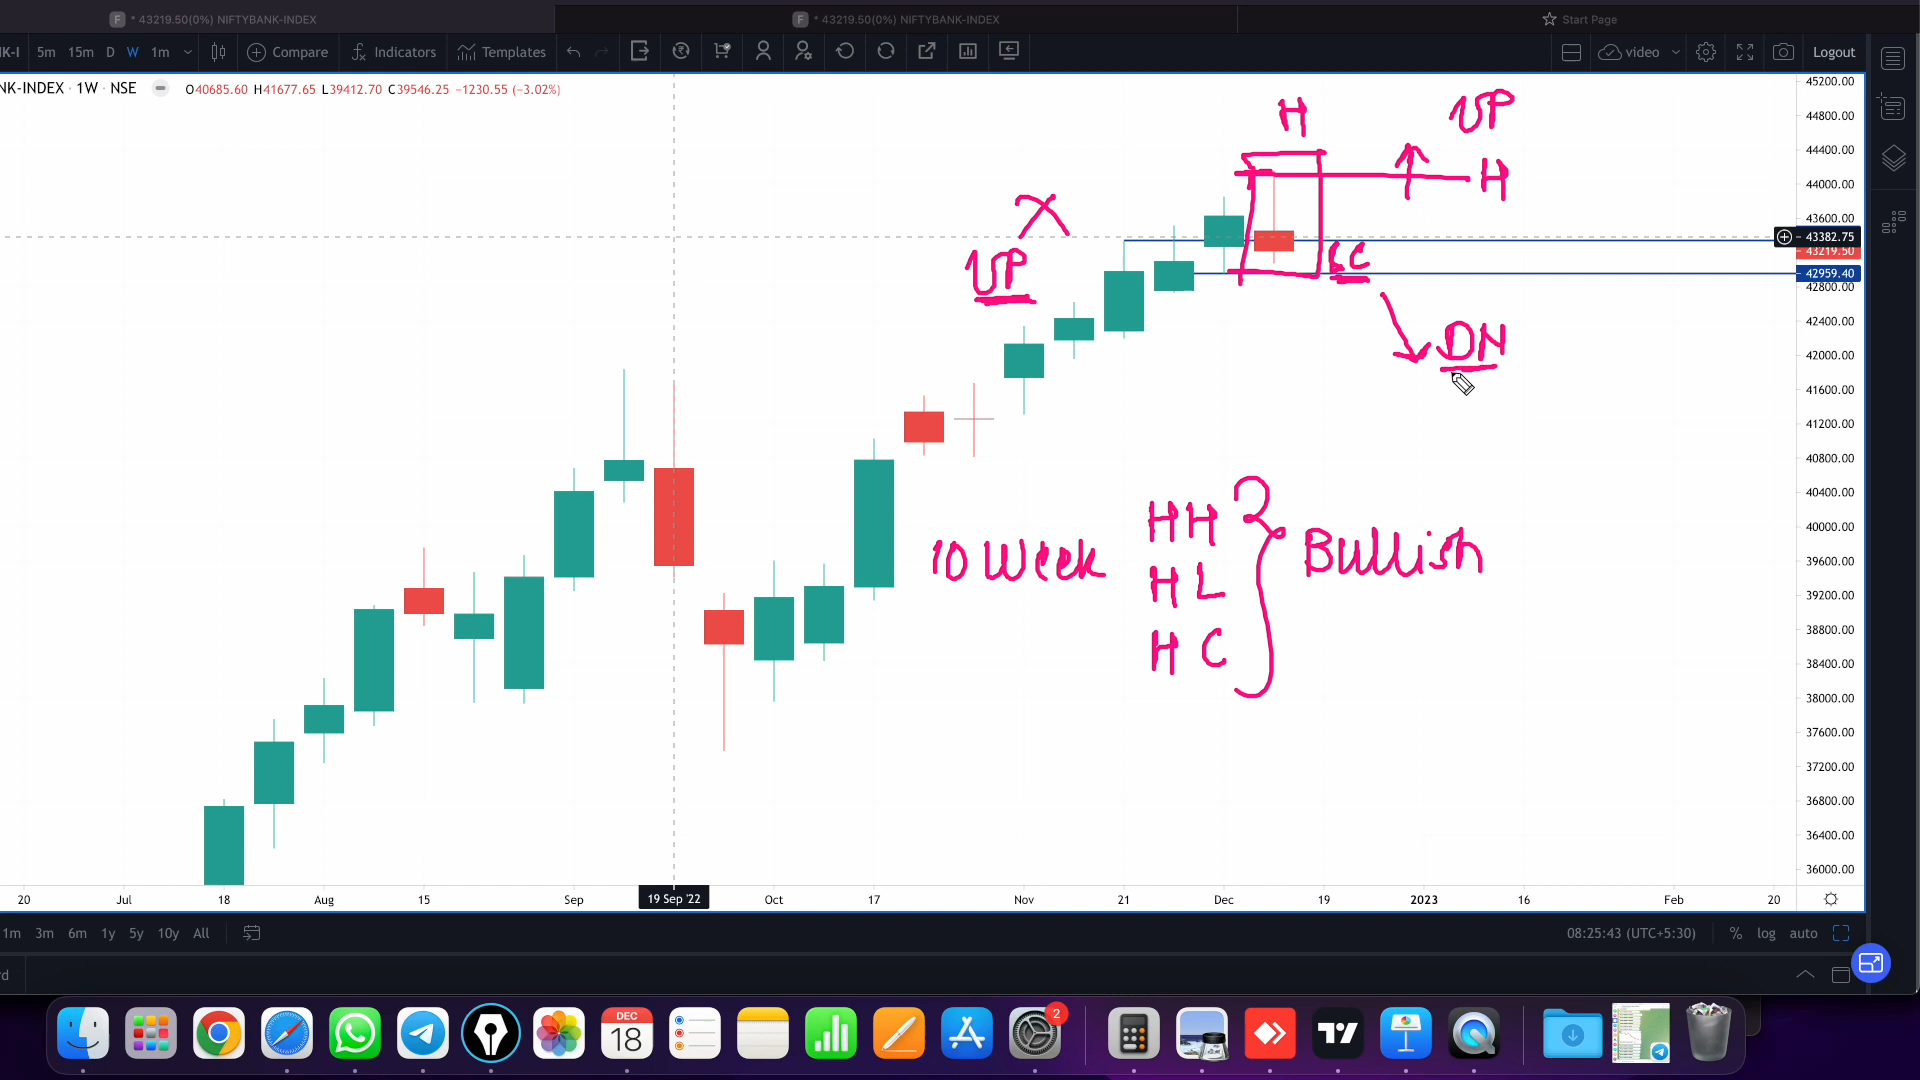 * 43219.50(0%) NIFTYBANK-INDEX
* 43219.50(0%) NIFTYBANK-INDEX
Start Page
5m 15m D W 1m
Compare
Indicators
Templates
video
Logout
NK-INDEX · 1W · NSE
O40685.60 H41677.65 L39412.70 C39546.25 −1230.55 (−3.02%)
H
UP
H
X
UP
DN
10 Week
HH
HL
HC
Bullish
45200.00
44800.00
44400.00
44000.00
43600.00
43382.75
43219.50
42959.40
42800.00
42400.00
42000.00
41600.00
41200.00
40800.00
40400.00
40000.00
39600.00
39200.00
38800.00
38400.00
38000.00
37600.00
37200.00
36800.00
36400.00
36000.00
20 Jul 18 Aug 15 Sep 19 Sep '22 Oct 17 Nov 21 Dec 19 2023 16 Feb 20
1m 3m 6m 1y 5y 10y All
08:25:43 (UTC+5:30)
% log auto
DEC
18
2